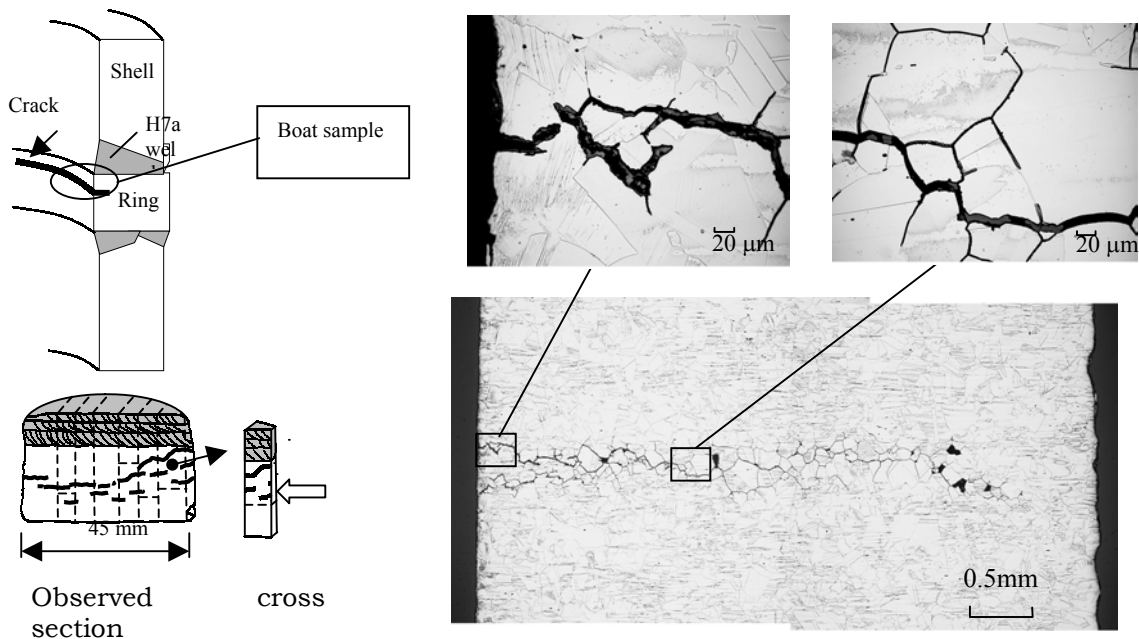 Shell
Crack
H7a
wel
Boat sample
Ring
20 μm
20 μm
0.5mm
45 mm
Observed
section
cross